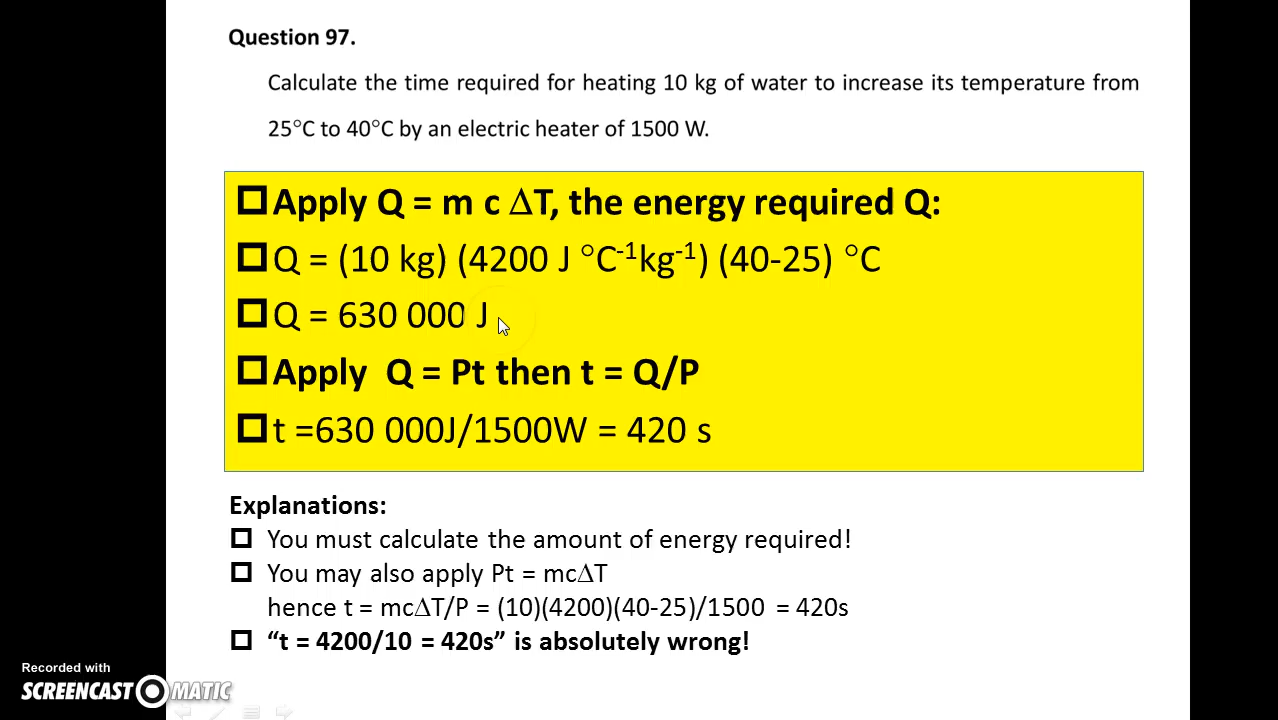 Question 97.
Calculate the time required for heating 10 kg of water to increase its temperature from
25°C to 40°C by an electric heater of 1500 W.
Apply Q = m c ΔT, the energy required Q:
Q = (10 kg) (4200 J °C⁻¹kg⁻¹) (40-25) °C
Q = 630 000 J
Apply Q = Pt then t = Q/P
t =630 000J/1500W = 420 s
Explanations:
You must calculate the amount of energy required!
You may also apply Pt = mcΔT
hence t = mcΔT/P = (10)(4200)(40-25)/1500 = 420s
“t = 4200/10 = 420s” is absolutely wrong!
Recorded with
SCREENCAST MATIC